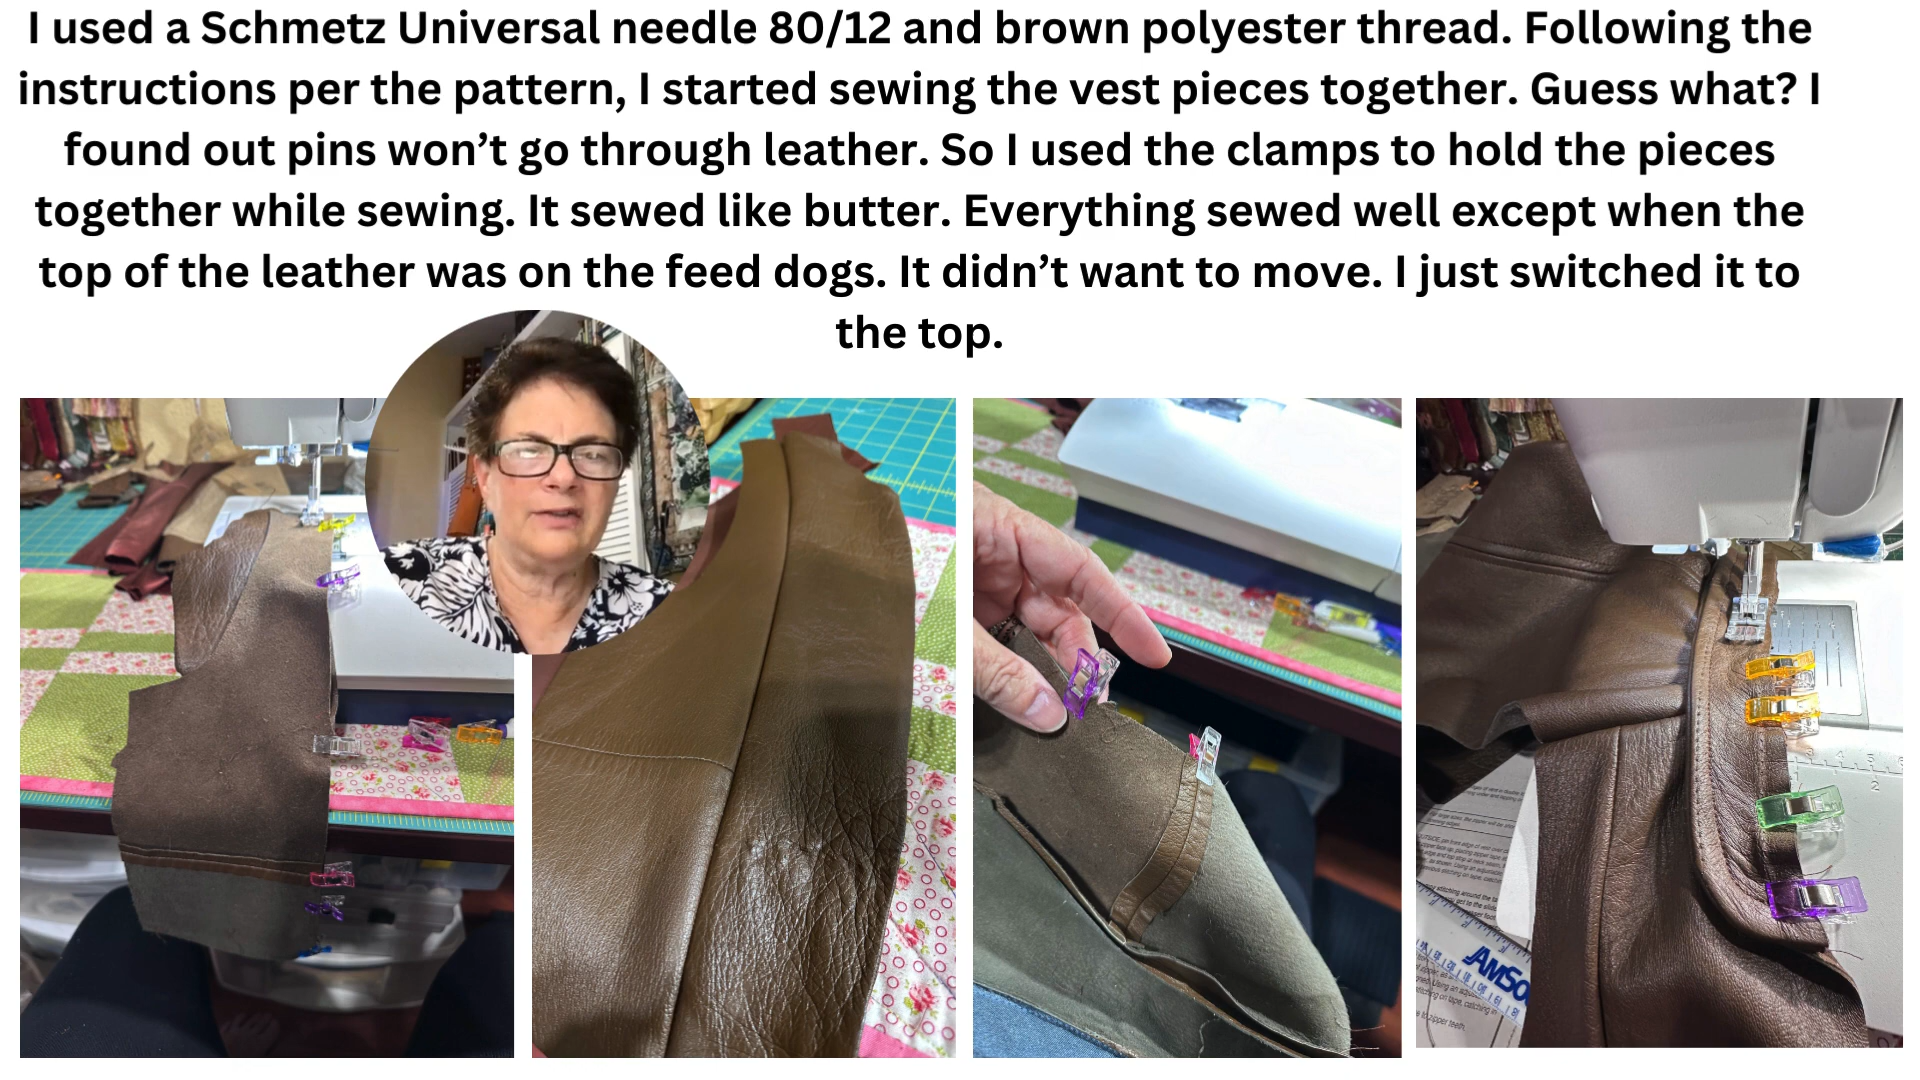 I used a Schmetz Universal needle 80/12 and brown polyester thread. Following the
instructions per the pattern, I started sewing the vest pieces together. Guess what? I
found out pins won’t go through leather. So I used the clamps to hold the pieces
together while sewing. It sewed like butter. Everything sewed well except when the
top of the leather was on the feed dogs. It didn’t want to move. I just switched it to
the top.